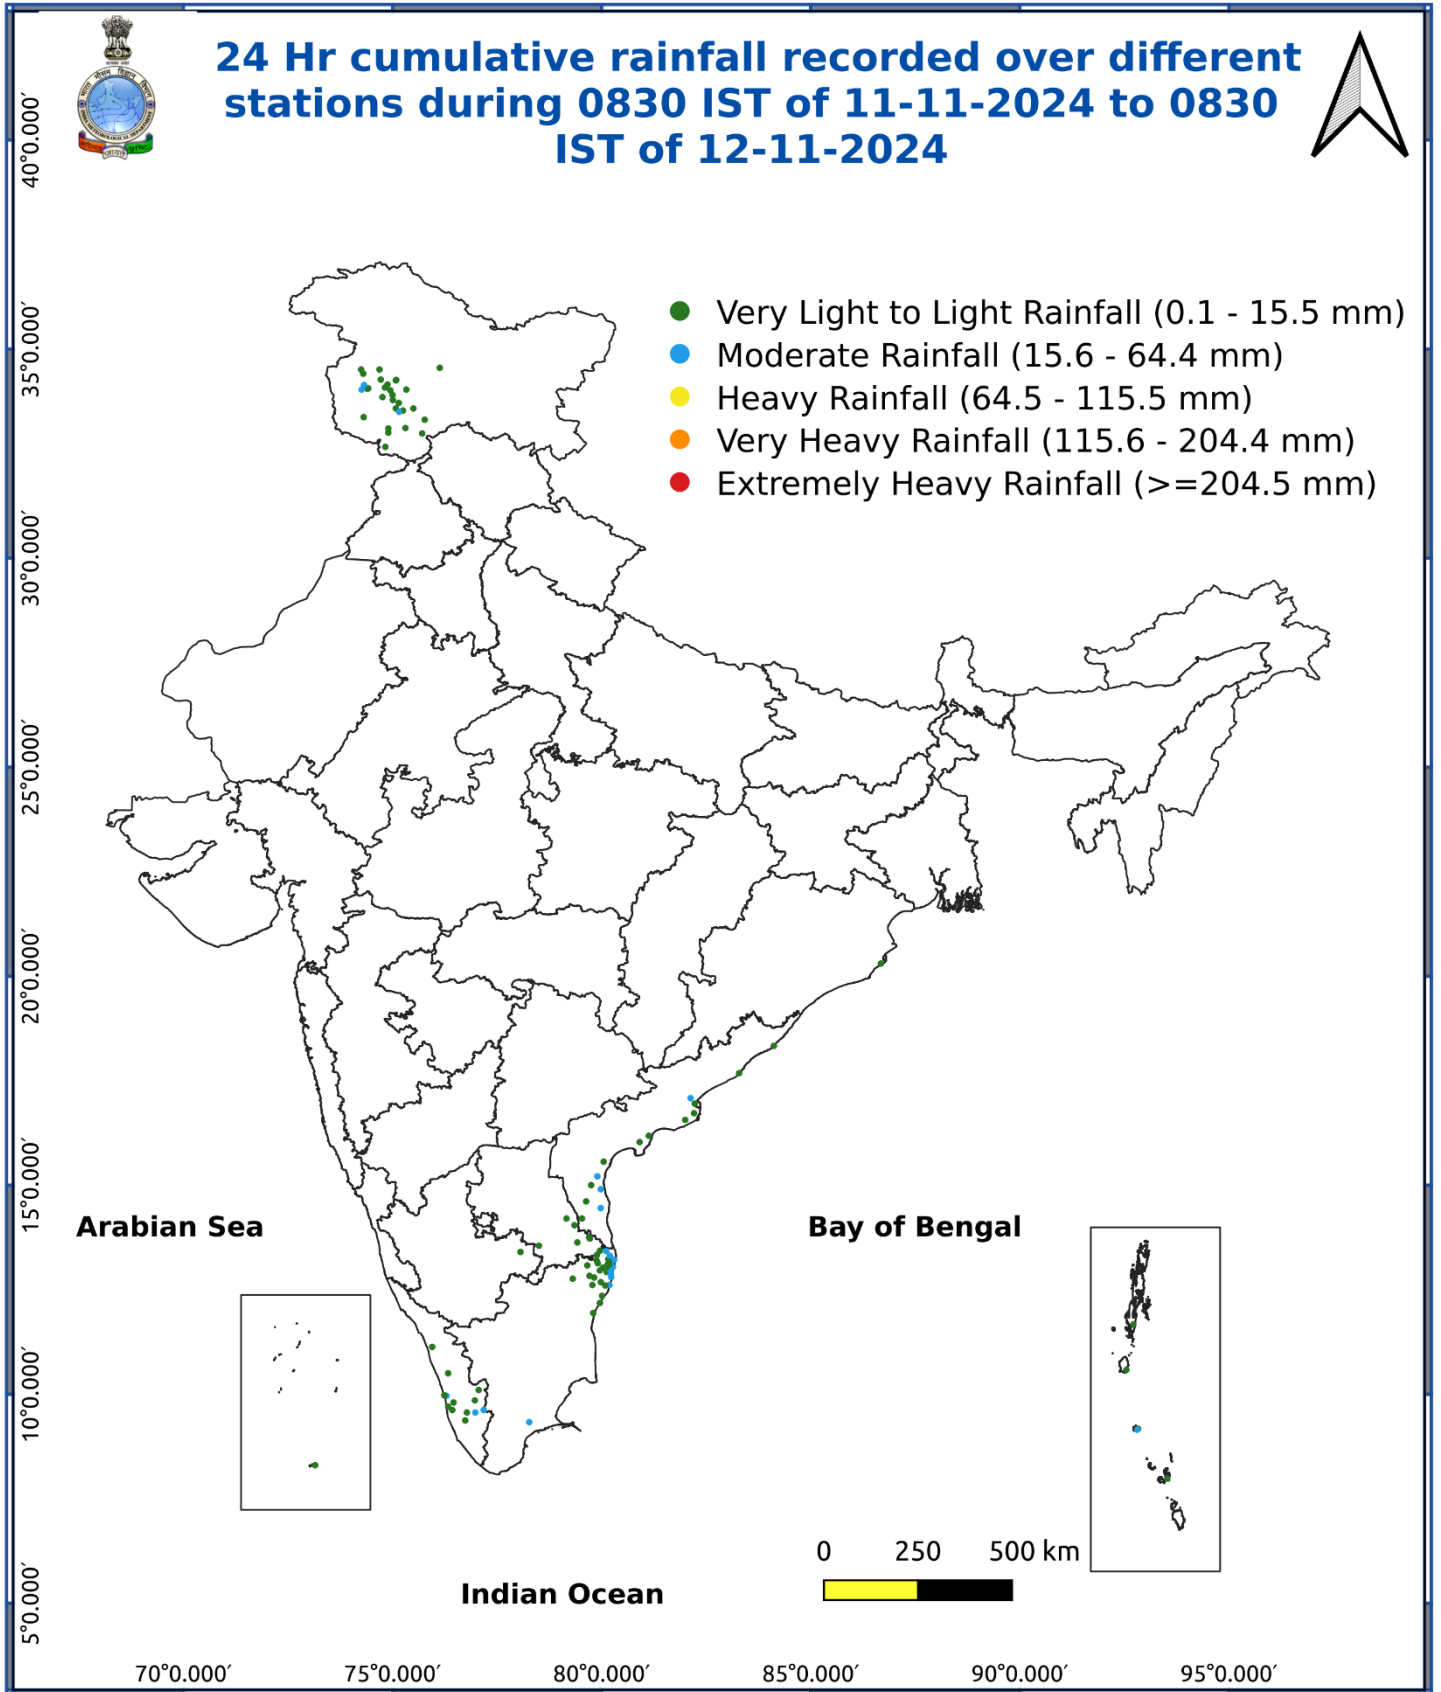 24 Hr cumulative rainfall recorded over different
stations during 0830 IST of 11-11-2024 to 0830
IST of 12-11-2024
Very Light to Light Rainfall (0.1 - 15.5 mm)
Moderate Rainfall (15.6 - 64.4 mm)
Heavy Rainfall (64.5 - 115.5 mm)
Very Heavy Rainfall (115.6 - 204.4 mm)
Extremely Heavy Rainfall (>=204.5 mm)
40°0.000′
35°0.000′
30°0.000′
25°0.000′
20°0.000′
15°0.000′
10°0.000′
5°0.000′
Arabian Sea
Bay of Bengal
Indian Ocean
0 250 500 km
70°0.000′ 75°0.000′ 80°0.000′ 85°0.000′ 90°0.000′ 95°0.000′